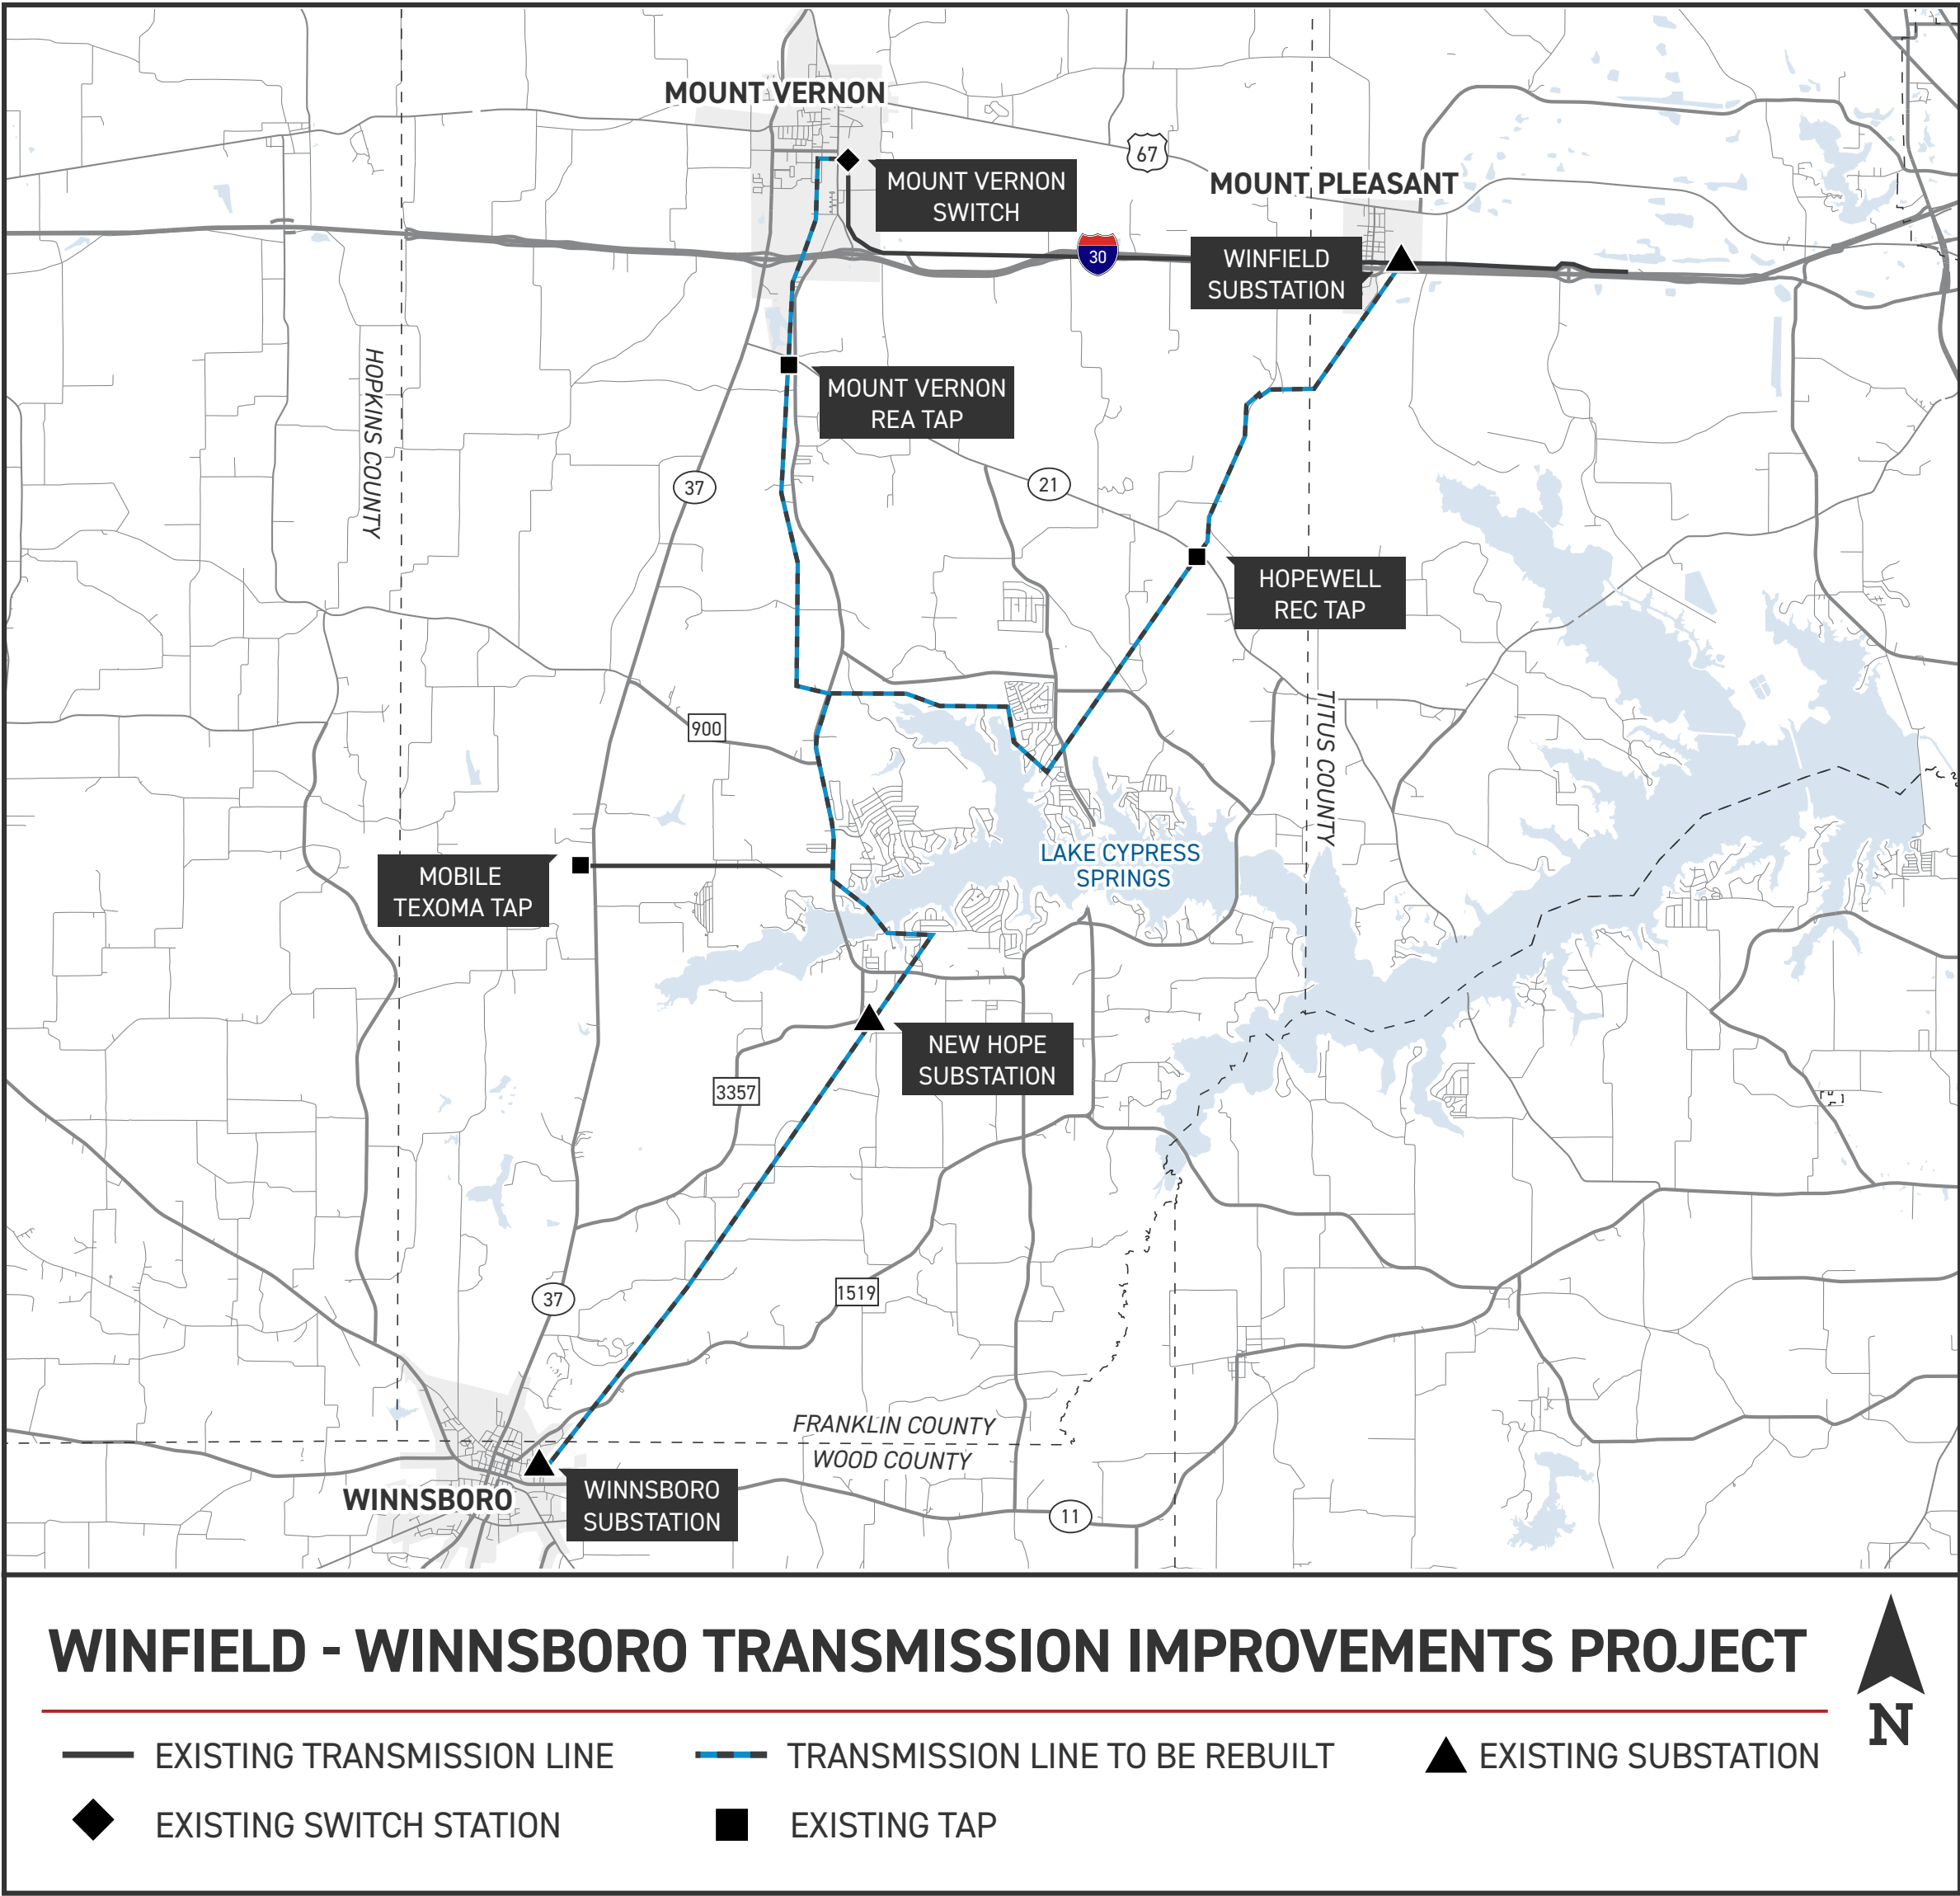 MOUNT VERNON
67
MOUNT VERNON
SWITCH
MOUNT PLEASANT
30
WINFIELD
SUBSTATION
HOPKINS COUNTY
MOUNT VERNON
REA TAP
37
21
HOPEWELL
REC TAP
TITUS COUNTY
900
LAKE CYPRESS
SPRINGS
MOBILE
TEXOMA TAP
NEW HOPE
SUBSTATION
3357
1519
37
FRANKLIN COUNTY
WOOD COUNTY
WINNSBORO
WINNSBORO
SUBSTATION
11
WINFIELD - WINNSBORO TRANSMISSION IMPROVEMENTS PROJECT
N
EXISTING TRANSMISSION LINE
TRANSMISSION LINE TO BE REBUILT
EXISTING SUBSTATION
EXISTING SWITCH STATION
EXISTING TAP